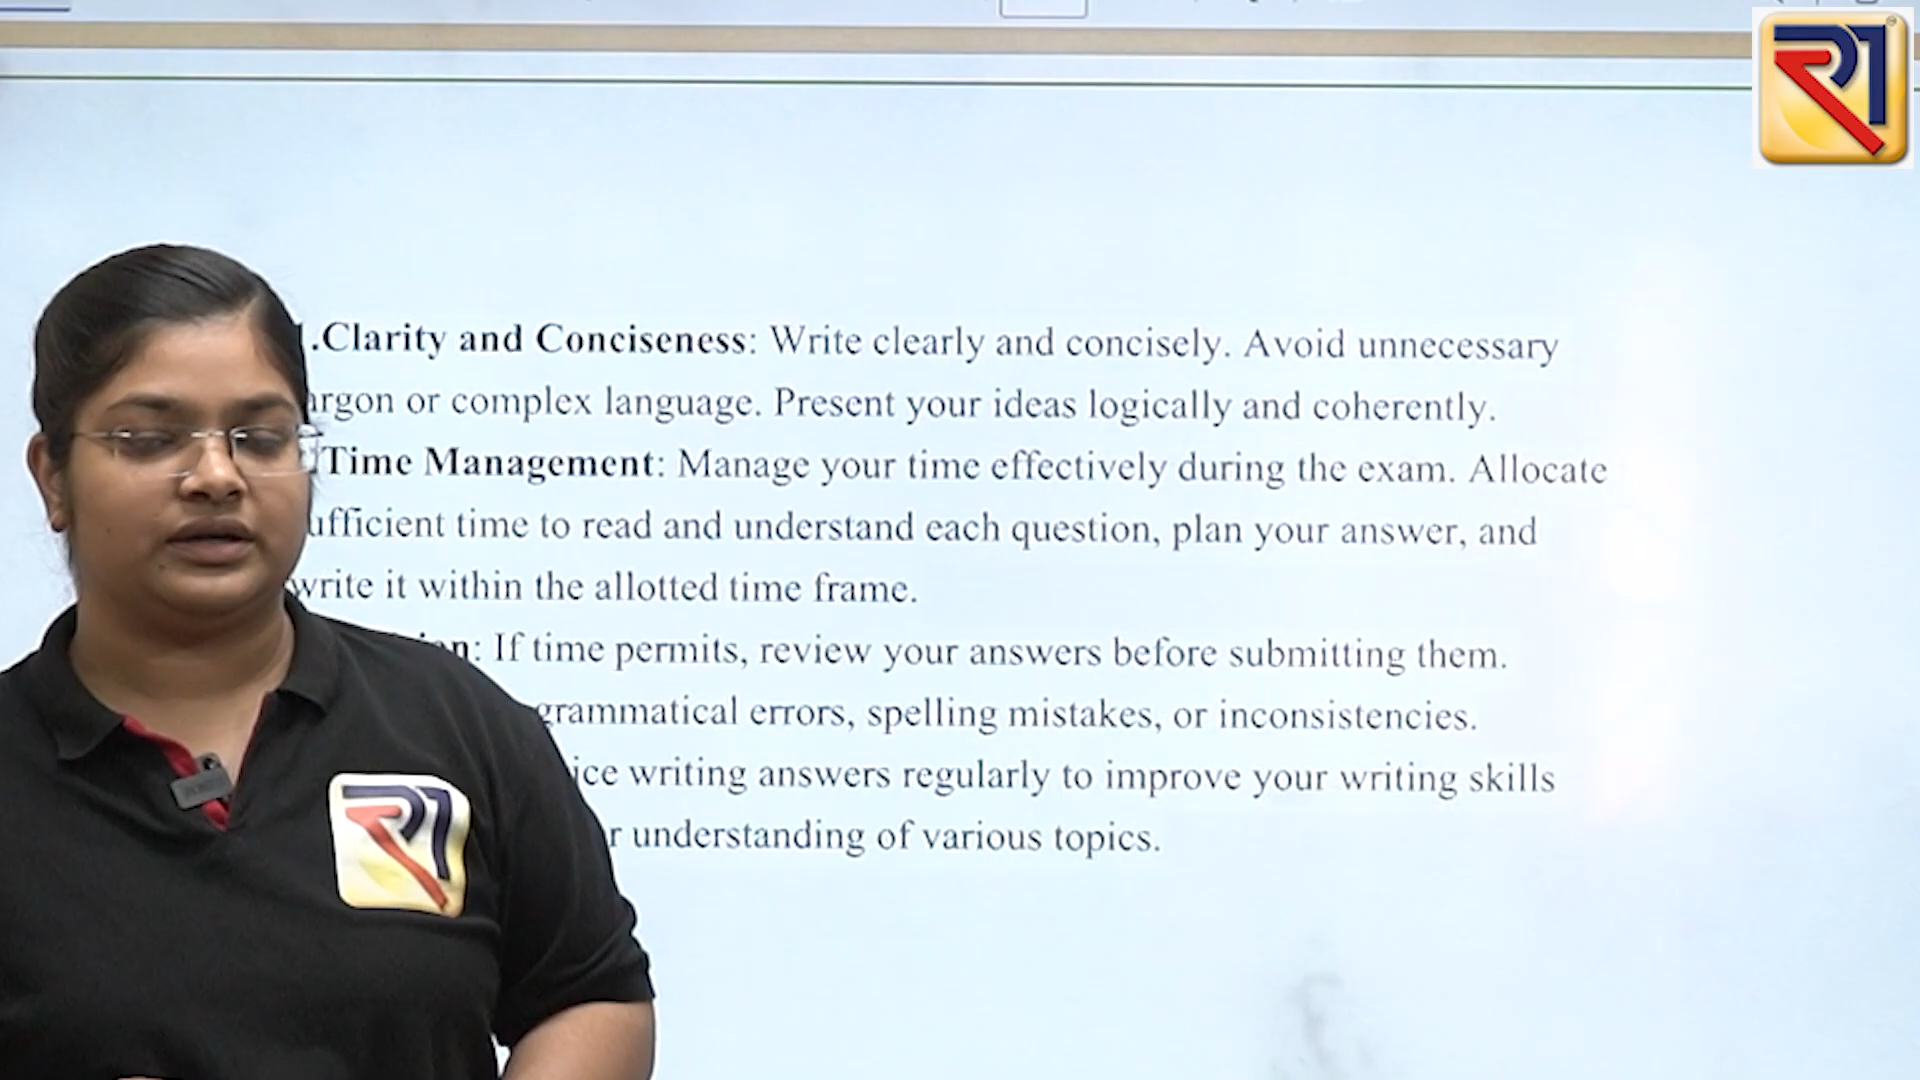 .Clarity and Conciseness: Write clearly and concisely. Avoid unnecessary
or complex language. Present your ideas logically and coherently.
Time Management: Manage your time effectively during the exam. Allocate
time to read and understand each question, plan your answer, and
write it within the allotted time frame.
If time permits, review your answers before submitting them.
grammatical errors, spelling mistakes, or inconsistencies.
writing answers regularly to improve your writing skills
understanding of various topics.